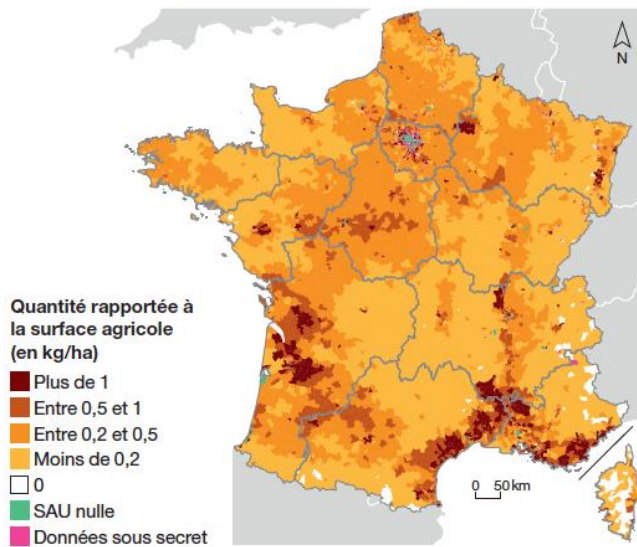 N
Quantité rapportée à
la surface agricole
(en kg/ha)
Plus de 1
Entre 0,5 et 1
Entre 0,2 et 0,5
Moins de 0,2
0
SAU nulle
Données sous secret
0 50 km